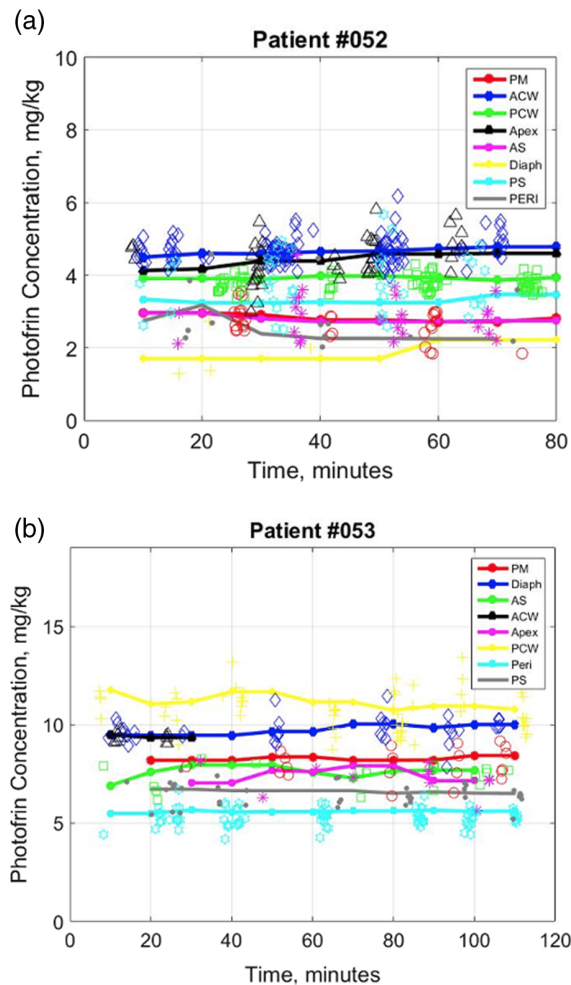 (a)
Patient #052
Photofrin Concentration, mg/kg
10
8
6
4
2
0
PM
ACW
PCW
Apex
AS
Diaph
PS
PERI
0 20 40 60 80
Time, minutes
(b)
Patient #053
Photofrin Concentration, mg/kg
15
10
5
0
PM
Diaph
AS
ACW
Apex
PCW
Peri
PS
0 20 40 60 80 100 120
Time, minutes